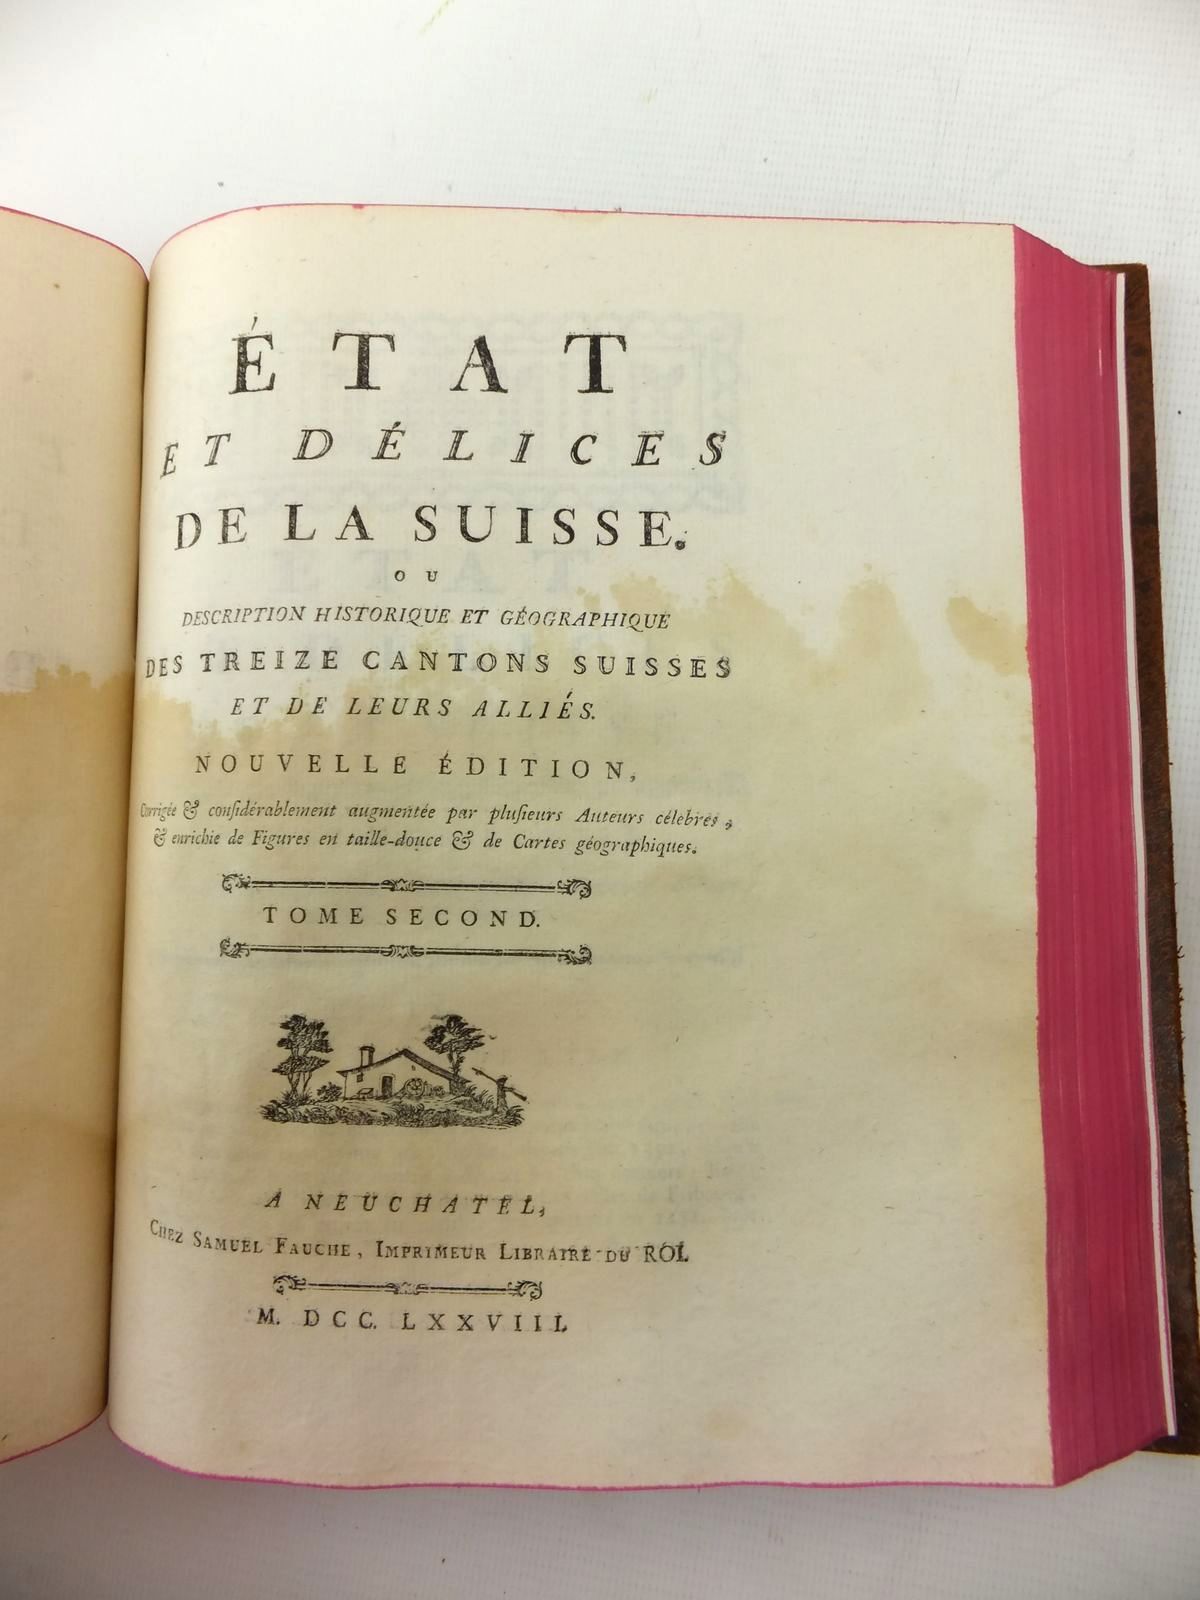 ÉTAT
ET DÉLICES
DE LA SUISSE.
OU
DESCRIPTION HISTORIQUE ET GÉOGRAPHIQUE
DES TREIZE CANTONS SUISSES
ET DE LEURS ALLIÉS.
NOUVELLE ÉDITION,
Corrigée & conſidérablement augmentée par pluſieurs Auteurs célebres,
& enrichie de Figures en taille-douce & de Cartes géographiques.
TOME SECOND.
A NEUCHATEL,
CHEZ SAMUEL FAUCHE, IMPRIMEUR LIBRAIRE DU ROI.
M. DCC. LXXVIII.